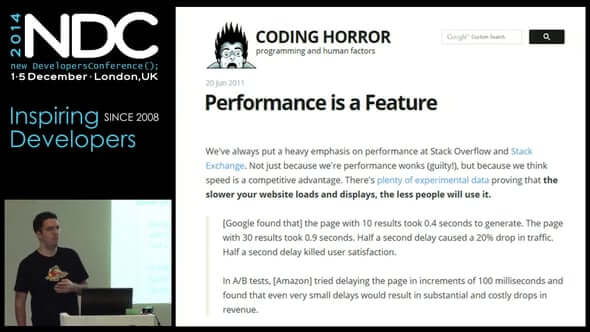 2014
NDC
new DevelopersConference();
1-5 December · London,UK
Inspiring SINCE 2008
Developers
CODING HORROR
programming and human factors
Google Custom Search
20 Jun 2011
Performance is a Feature
We've always put a heavy emphasis on performance at Stack Overflow and Stack
Exchange. Not just because we're performance wonks (guilty!), but because we think
speed is a competitive advantage. There's plenty of experimental data proving that the
slower your website loads and displays, the less people will use it.
[Google found that] the page with 10 results took 0.4 seconds to generate. The page
with 30 results took 0.9 seconds. Half a second delay caused a 20% drop in traffic.
Half a second delay killed user satisfaction.
In A/B tests, [Amazon] tried delaying the page in increments of 100 milliseconds and
found that even very small delays would result in substantial and costly drops in
revenue.